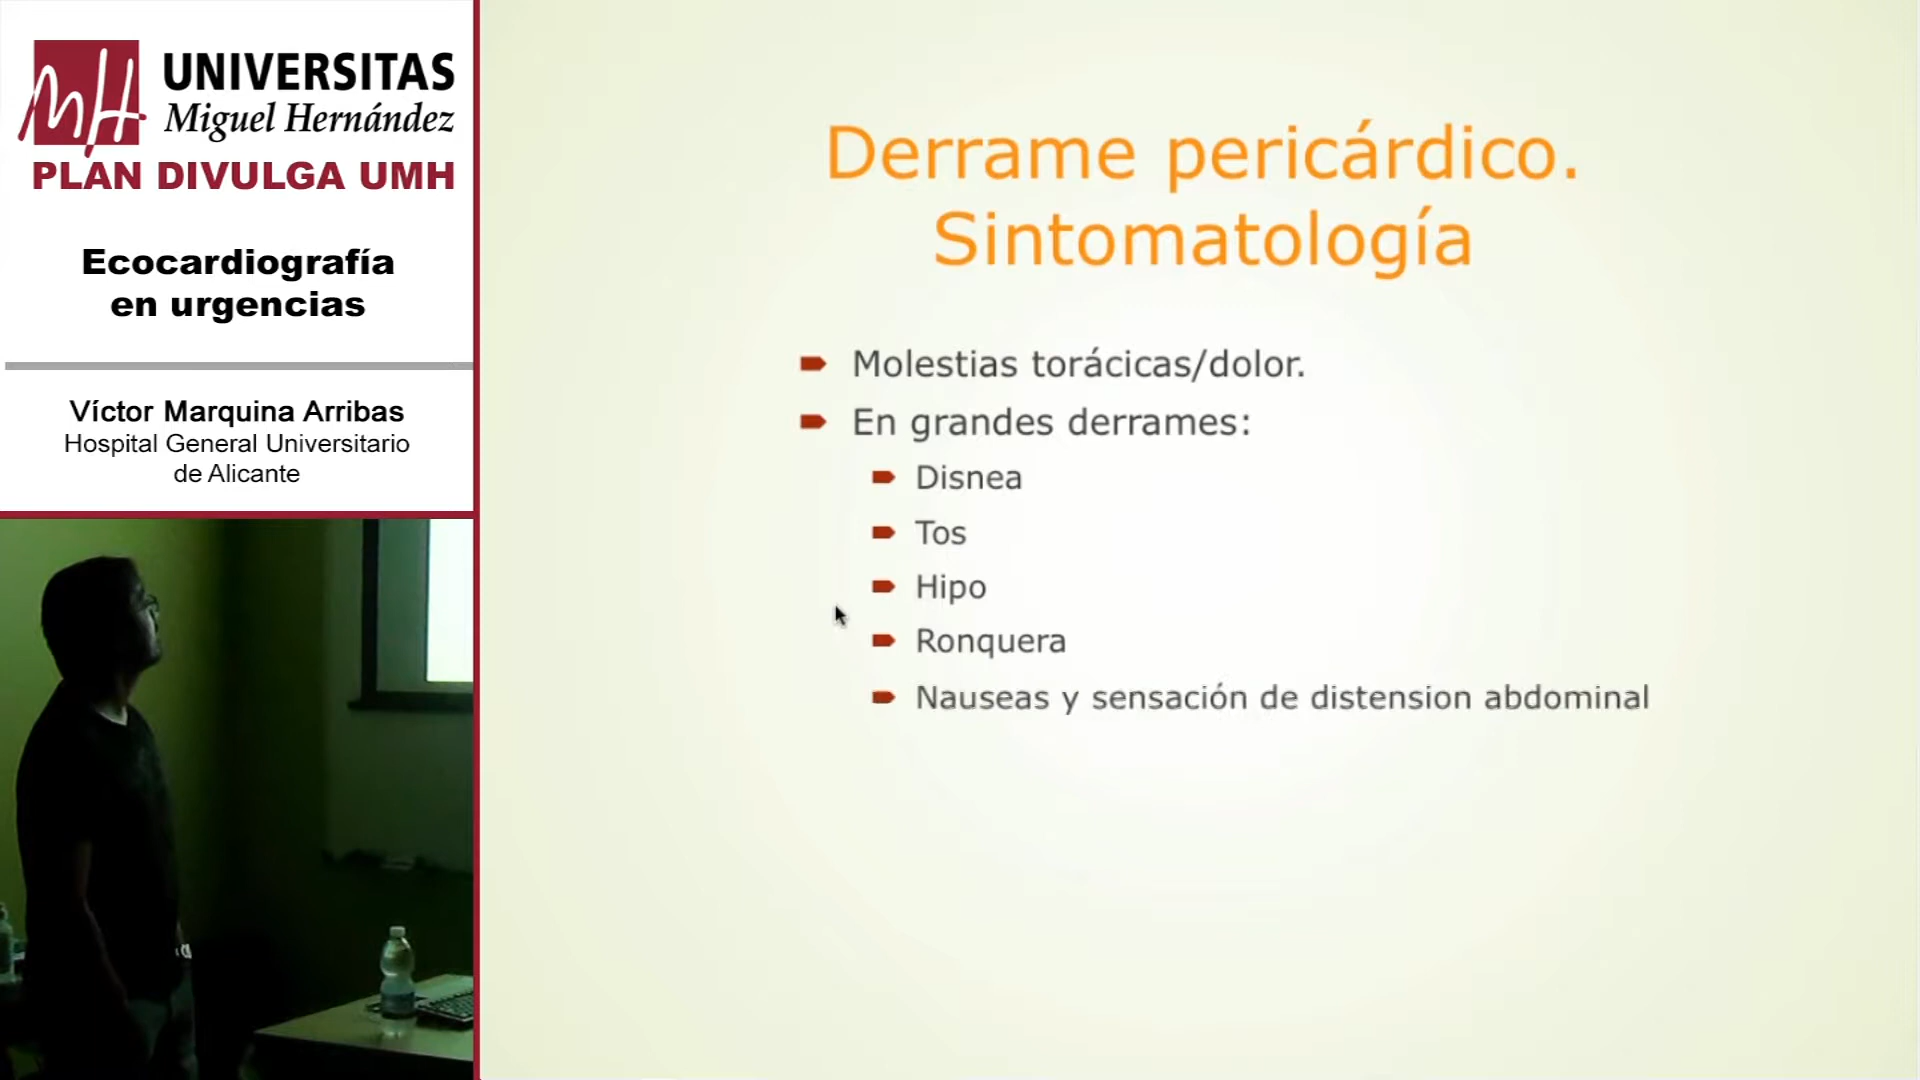 UNIVERSITAS
Miguel Hernández
PLAN DIVULGA UMH
Ecocardiografía
en urgencias
Víctor Marquina Arribas
Hospital General Universitario
de Alicante
Derrame pericárdico.
Sintomatología
Molestias torácicas/dolor.
En grandes derrames:
Disnea
Tos
Hipo
Ronquera
Nauseas y sensación de distension abdominal